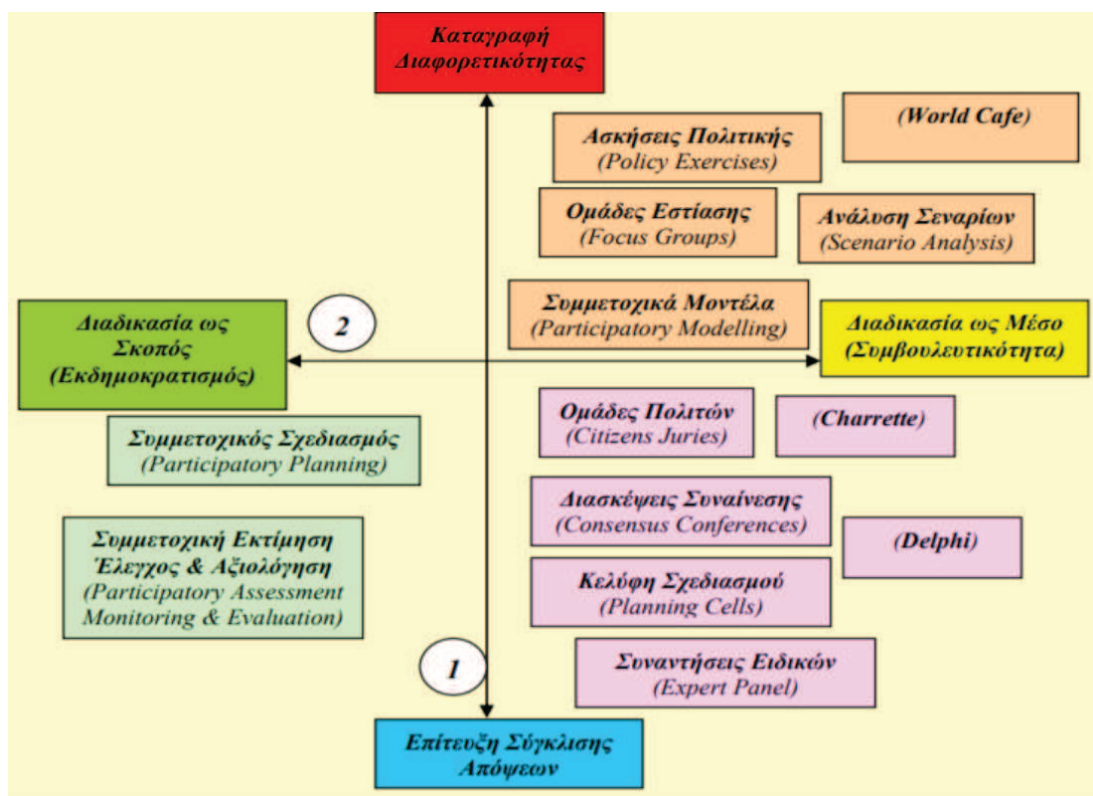 Καταγραφή
Διαφορετικότητας
Ασκήσεις Πολιτικής
(Policy Exercises)
(World Cafe)
Ομάδες Εστίασης
(Focus Groups)
Ανάλυση Σεναρίων
(Scenario Analysis)
Συμμετοχικά Μοντέλα
(Participatory Modelling)
Διαδικασία ως
Σκοπός
(Εκδημοκρατισμός)
2
Διαδικασία ως Μέσο
(Συμβουλευτικότητα)
Ομάδες Πολιτών
(Citizens Juries)
(Charrette)
Συμμετοχικός Σχεδιασμός
(Participatory Planning)
Διασκέψεις Συναίνεσης
(Consensus Conferences)
(Delphi)
Συμμετοχική Εκτίμηση
Έλεγχος & Αξιολόγηση
(Participatory Assessment
Monitoring & Evaluation)
Κελύφη Σχεδιασμού
(Planning Cells)
1
Συναντήσεις Ειδικών
(Expert Panel)
Επίτευξη Σύγκλισης
Απόψεων